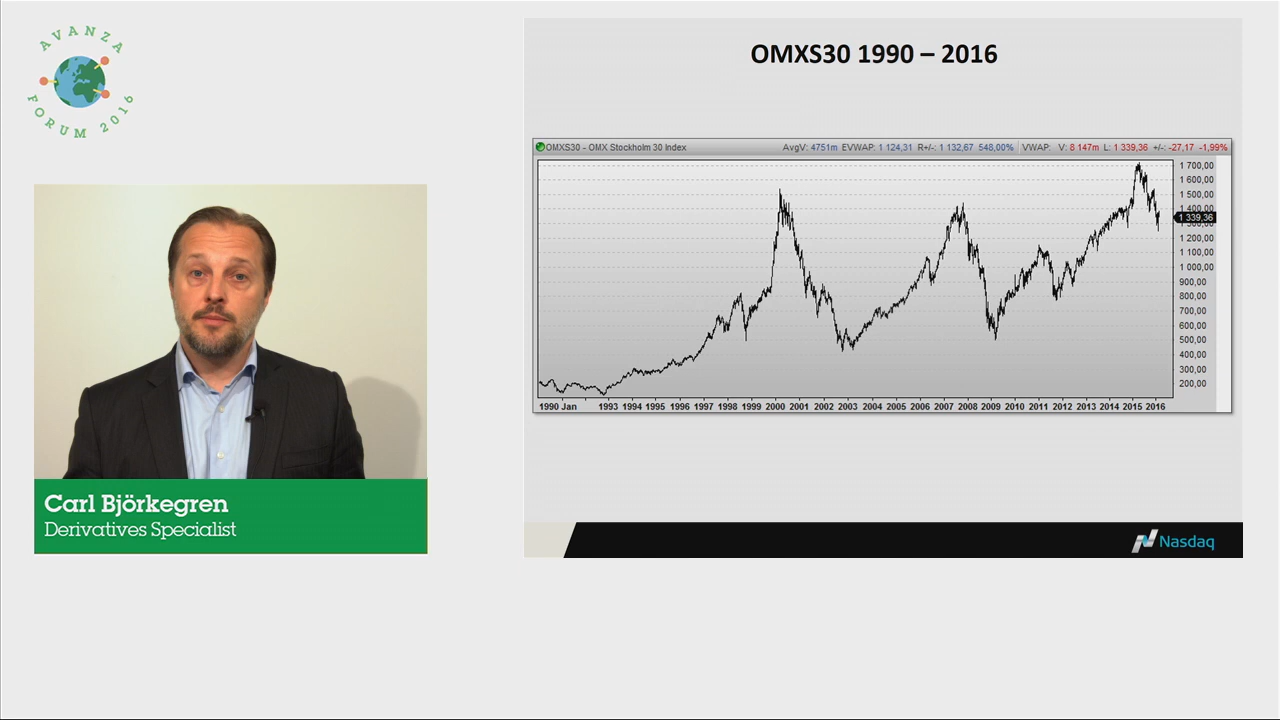 AVANZA
FORUM 2016
Carl Björkegren
Derivatives Specialist
OMXS30 1990 – 2016
OMXS30 - OMX Stockholm 30 Index AvgV: 4751m EVWAP: 1 124,31 R+/-: 1 132,67 548,00% VWAP: V: 8 147m L: 1 339,36 +/-: -27,17 -1,99%
1 700,00
1 600,00
1 500,00
1 400,00
1 339,36
1 300,00
1 200,00
1 100,00
1 000,00
900,00
800,00
700,00
600,00
500,00
400,00
300,00
200,00
1990 Jan 1993 1994 1995 1996 1997 1998 1999 2000 2001 2002 2003 2004 2005 2006 2007 2008 2009 2010 2011 2012 2013 2014 2015 2016
Nasdaq